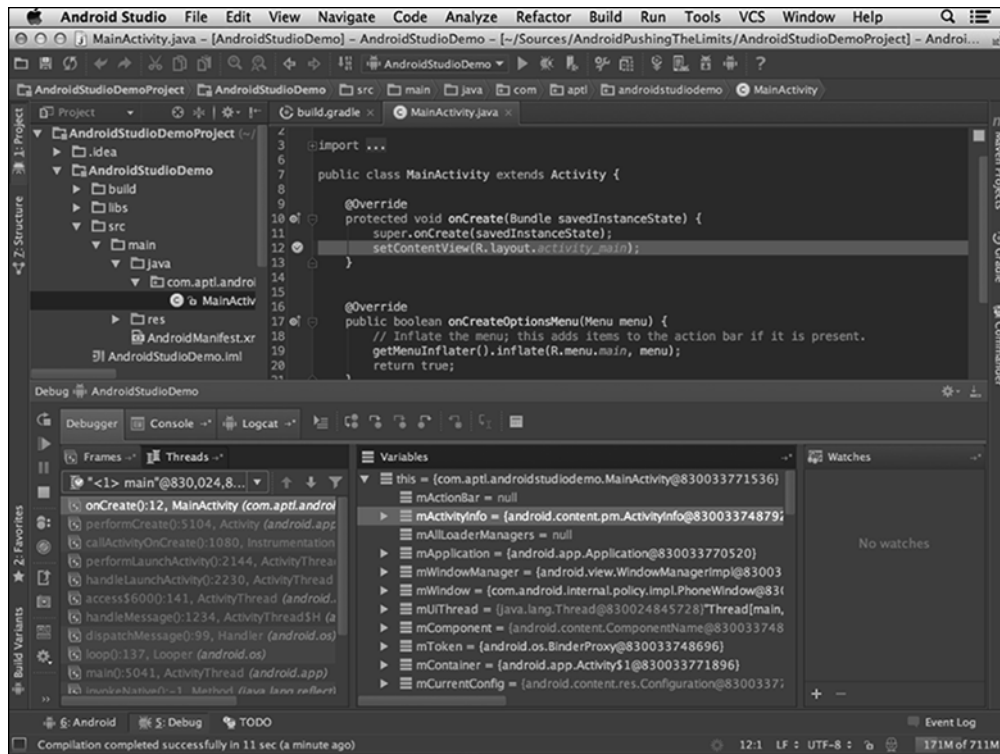 Android Studio File Edit View Navigate Code Analyze Refactor Build Run Tools VCS Window Help
MainActivity.java – [AndroidStudioDemo] – AndroidStudioDemo – [~/Sources/AndroidPushingTheLimits/AndroidStudioDemoProject] – Androi...
AndroidStudioDemo
AndroidStudioDemoProject AndroidStudioDemo src main java com aptl androidstudiodemo MainActivity
Project
build.gradle × MainActivity.java ×
1: Project
Z: Structure
AndroidStudioDemoProject (~/
.idea
AndroidStudioDemo
build
libs
src
main
java
com.aptl.androi
MainActiv
res
AndroidManifest.xr
AndroidStudioDemo.iml
2
3 import ...
6
7 public class MainActivity extends Activity {
8
9 @Override
10 protected void onCreate(Bundle savedInstanceState) {
11 super.onCreate(savedInstanceState);
12 setContentView(R.layout.activity_main);
13 }
14
15
16 @Override
17 public boolean onCreateOptionsMenu(Menu menu) {
18 // Inflate the menu; this adds items to the action bar if it is present.
19 getMenuInflater().inflate(R.menu.main, menu);
20 return true;
Maven Projects
Gradle
Commander
Debug AndroidStudioDemo
Debugger Console Logcat
Frames Threads
"<1> main"@830,024,8...
onCreate():12, MainActivity (com.aptl.androi
performCreate():5104, Activity (android.app
callActivityOnCreate():1080, Instrumentation
performLaunchActivity():2144, ActivityThread
handleLaunchActivity():2230, ActivityThread
access$600():141, ActivityThread (android.
handleMessage():1234, ActivityThread$H (a
dispatchMessage():99, Handler (android.os)
loop():137, Looper (android.os)
main():5041, ActivityThread (android.app)
invokeNative():-1, Method (java.lang.reflect)
Variables
this = {com.aptl.androidstudiodemo.MainActivity@830033771536}
mActionBar = null
mActivityInfo = {android.content.pm.ActivityInfo@830033748792
mAllLoaderManagers = null
mApplication = {android.app.Application@830033770520}
mWindowManager = {android.view.WindowManagerImpl@83003
mWindow = {com.android.internal.policy.impl.PhoneWindow@830
mUiThread = {java.lang.Thread@830024845728}"Thread[main,
mComponent = {android.content.ComponentName@830033748
mToken = {android.os.BinderProxy@830033748696}
mContainer = {android.app.Activity$1@830033771896}
mCurrentConfig = {android.content.res.Configuration@83003377
Watches
No watches
2: Favorites
Build Variants
6: Android 5: Debug TODO Event Log
Compilation completed successfully in 11 sec (a minute ago) 12:1 LF UTF-8 171M of 711M